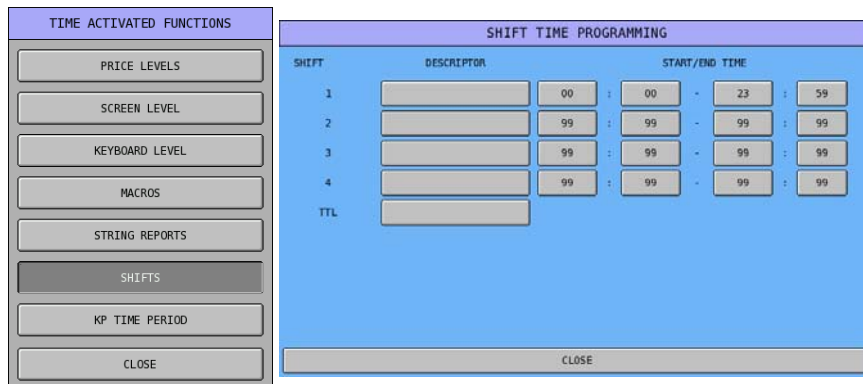 TIME ACTIVATED FUNCTIONS
PRICE LEVELS
SCREEN LEVEL
KEYBOARD LEVEL
MACROS
STRING REPORTS
SHIFTS
KP TIME PERIOD
CLOSE
SHIFT TIME PROGRAMMING
SHIFT DESCRIPTOR START/END TIME
1 00 : 00 - 23 : 59
2 99 : 99 - 99 : 99
3 99 : 99 - 99 : 99
4 99 : 99 - 99 : 99
TTL
CLOSE